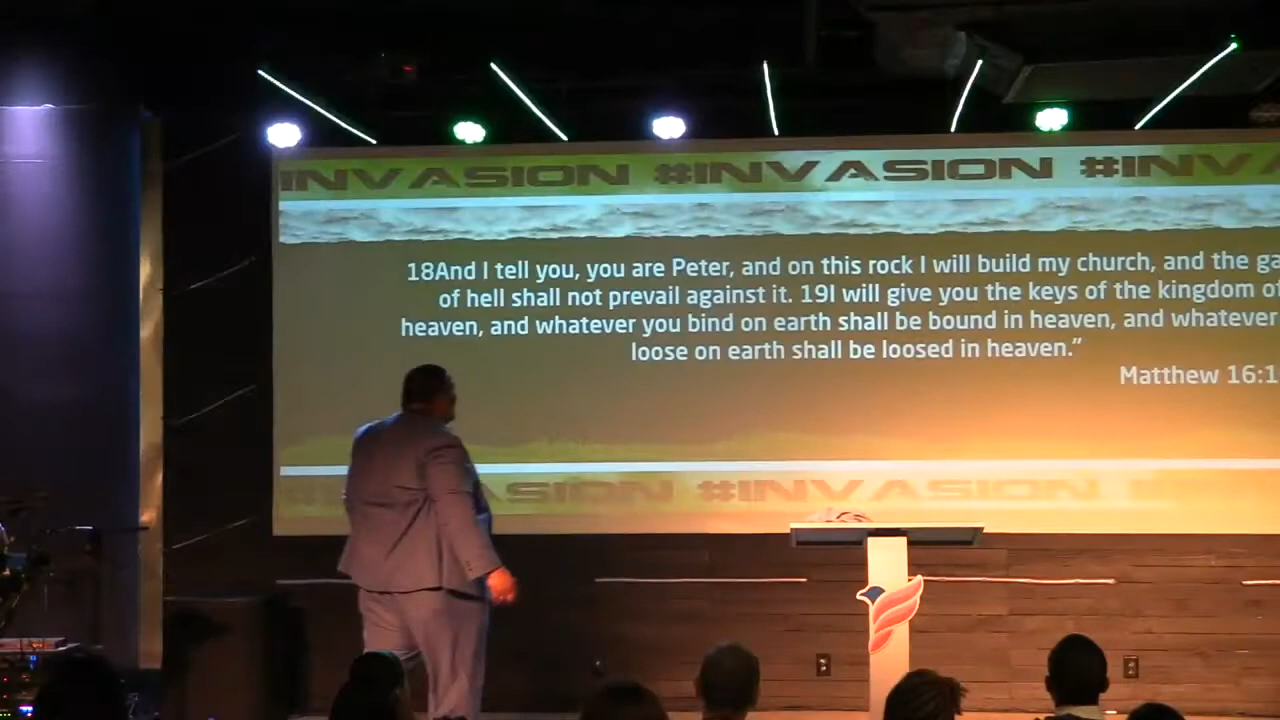 INVASION #INVASION #INVA
18And I tell you, you are Peter, and on this rock I will build my church, and the ga
of hell shall not prevail against it. 19I will give you the keys of the kingdom of
heaven, and whatever you bind on earth shall be bound in heaven, and whatever
loose on earth shall be loosed in heaven.”
Matthew 16:1
ASION #INVASION